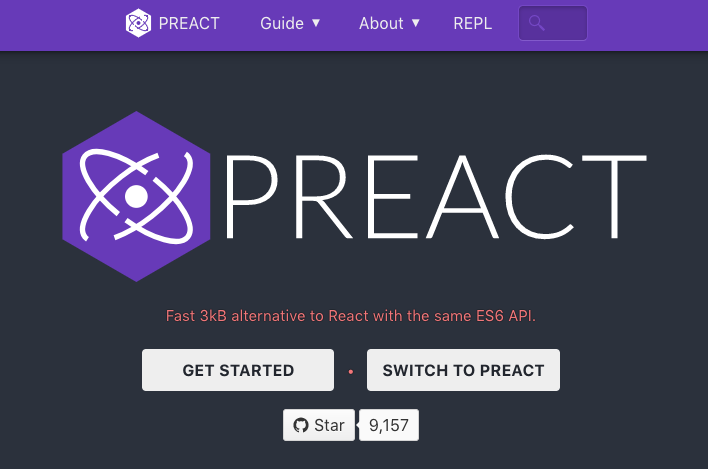 PREACT Guide ▼ About ▼ REPL
PREACT
Fast 3kB alternative to React with the same ES6 API.
GET STARTED • SWITCH TO PREACT
Star 9,157